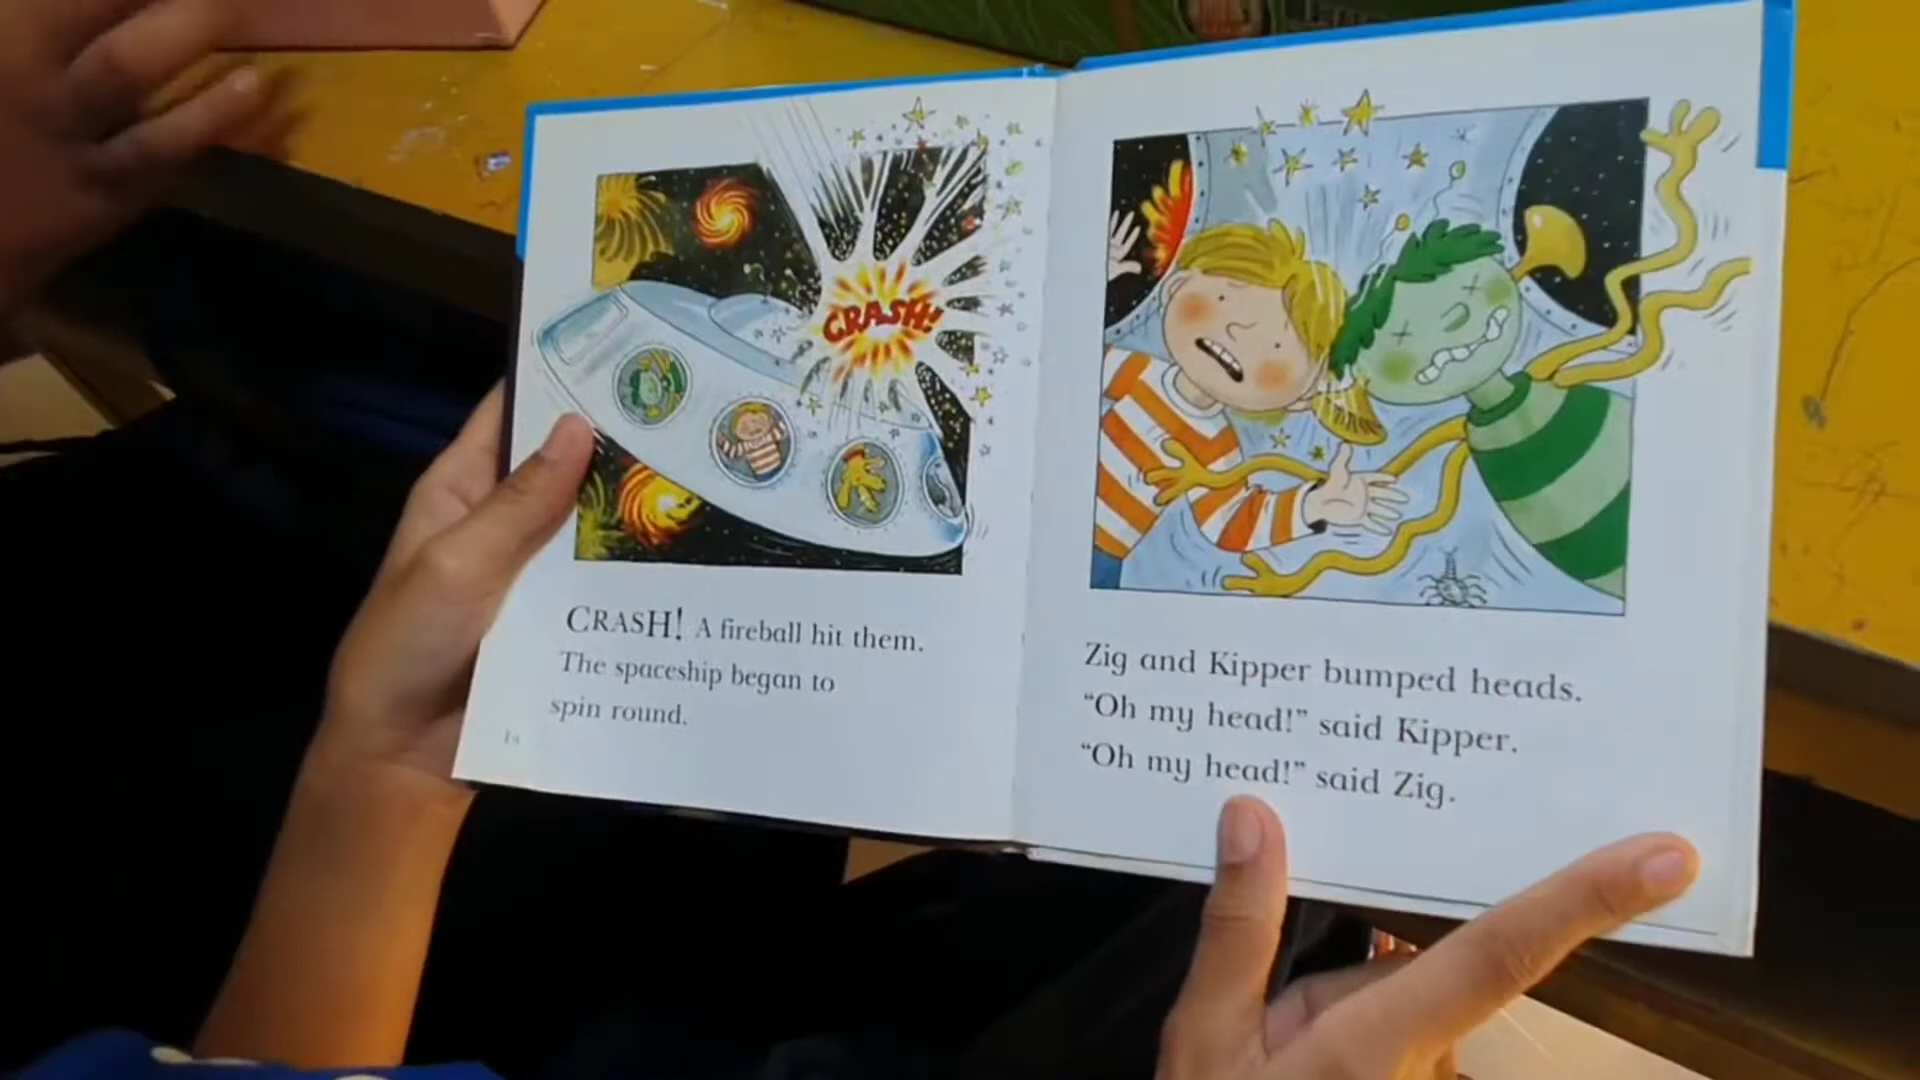 CRASH!
CRASH! A fireball hit them.
The spaceship began to
spin round.
14
Zig and Kipper bumped heads.
“Oh my head!” said Kipper.
“Oh my head!” said Zig.